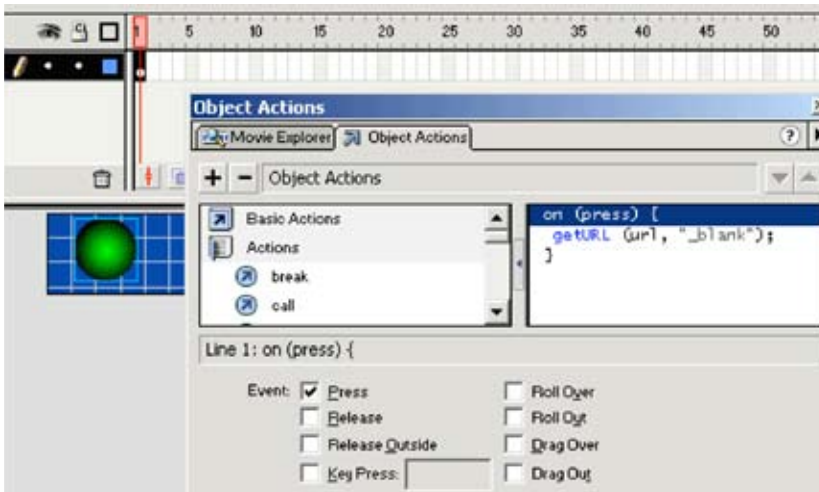 1 5 10 15 20 25 30 35 40 45 50
Object Actions
Movie Explorer Object Actions ?
+ - Object Actions
Basic Actions
Actions
break
call
on (press) {
getURL (url, "_blank");
}
Line 1: on (press) {
Event: Press
Release
Release Outside
Key Press:
Roll Over
Roll Out
Drag Over
Drag Out